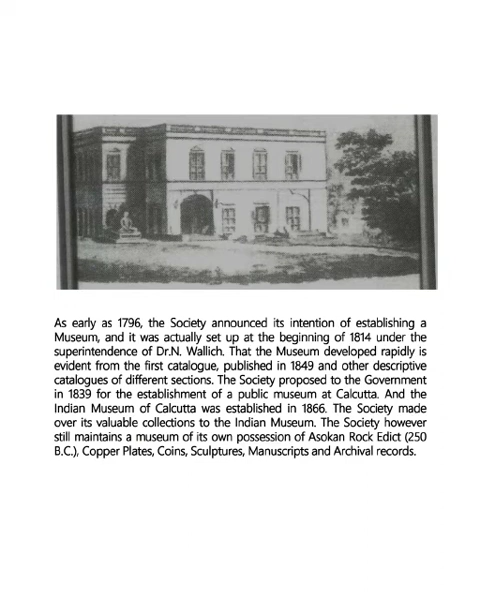 As early as 1796, the Society announced its intention of establishing a
Museum, and it was actually set up at the beginning of 1814 under the
superintendence of Dr.N. Wallich. That the Museum developed rapidly is
evident from the first catalogue, published in 1849 and other descriptive
catalogues of different sections. The Society proposed to the Government
in 1839 for the establishment of a public museum at Calcutta. And the
Indian Museum of Calcutta was established in 1866. The Society made
over its valuable collections to the Indian Museum. The Society however
still maintains a museum of its own possession of Asokan Rock Edict (250
B.C.), Copper Plates, Coins, Sculptures, Manuscripts and Archival records.